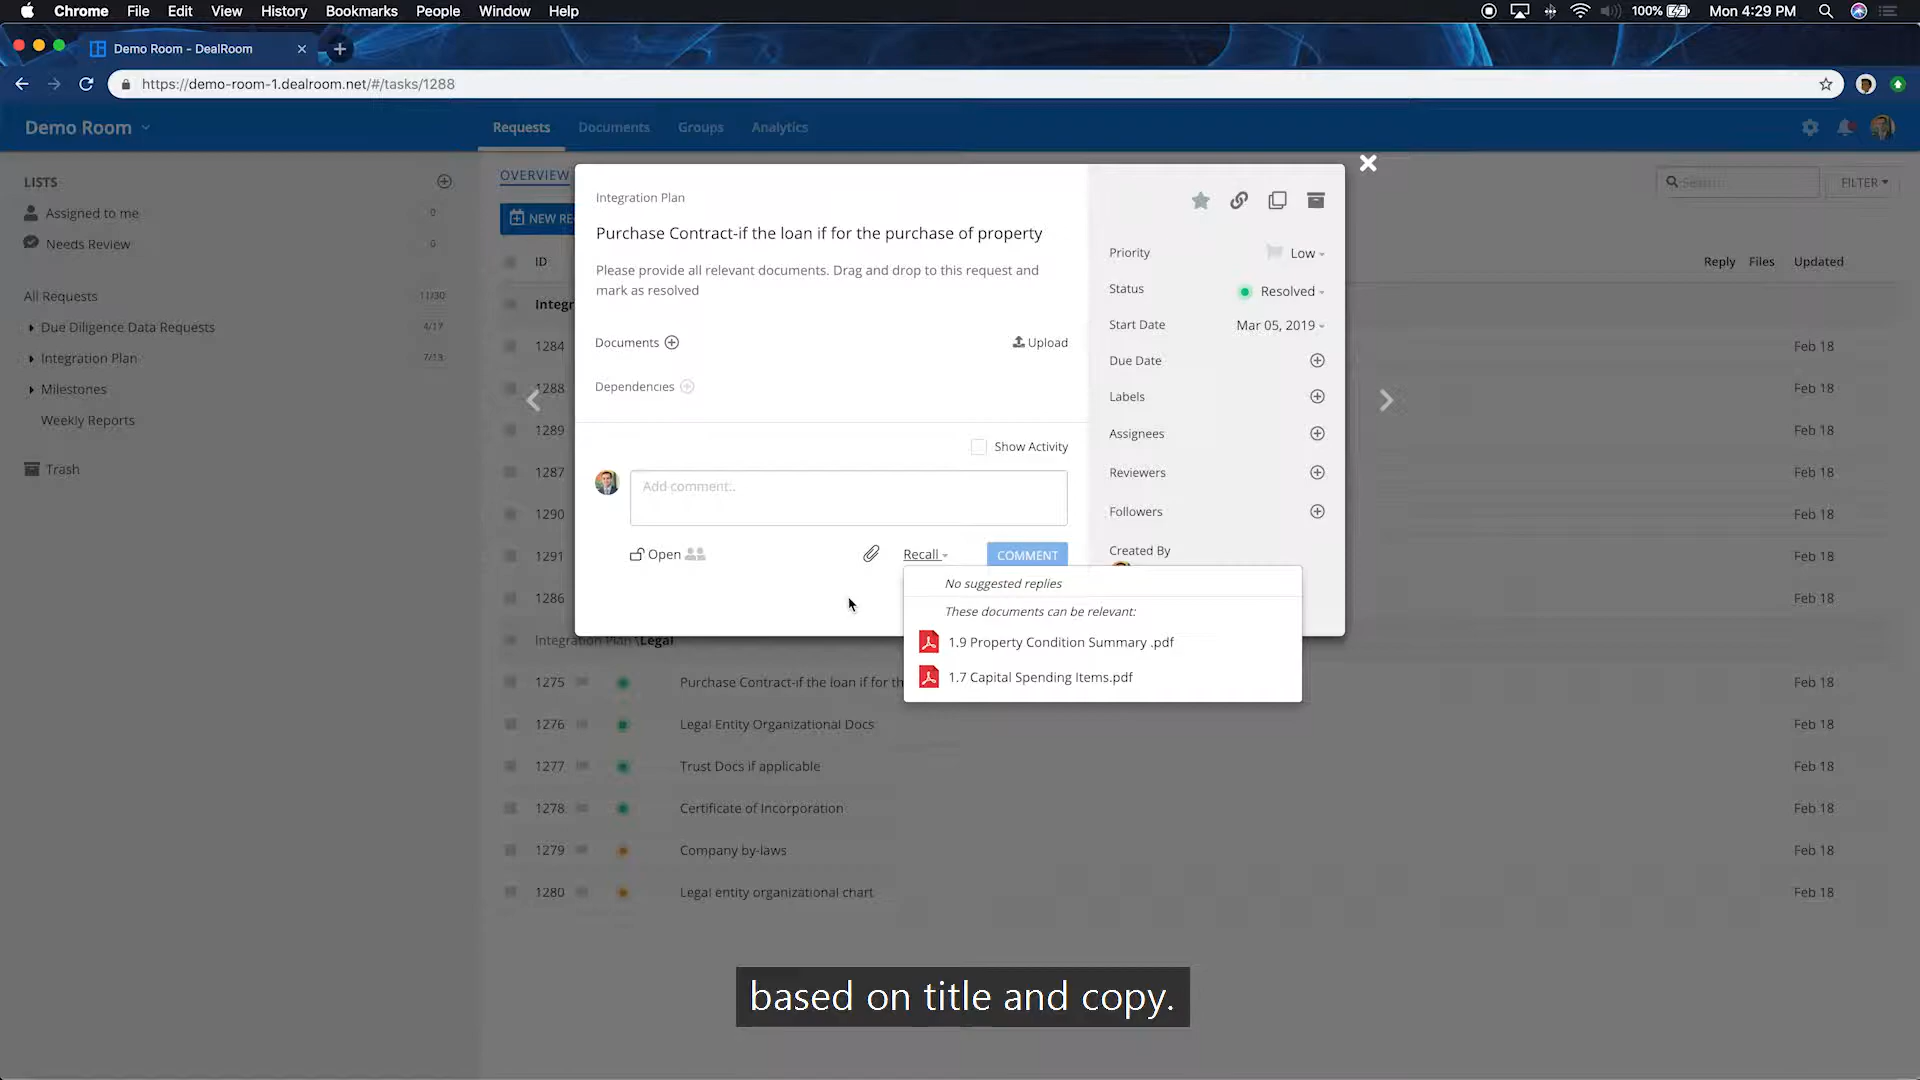 Chrome File Edit View History Bookmarks People Window Help 100% Mon 4:29 PM
Demo Room - DealRoom
https://demo-room-1.dealroom.net/#/tasks/1288
Demo Room Requests Documents Groups Analytics
LISTS
Assigned to me 0
Needs Review 0
All Requests 11/30
Due Diligence Data Requests 4/17
Integration Plan 7/13
Milestones
Weekly Reports
Trash
OVERVIEW
NEW RE
Search
FILTER
ID Reply Files Updated
Integr
1284 Feb 18
1288 Feb 18
1289 Feb 18
1287 Feb 18
1290 Feb 18
1291 Feb 18
1286 Feb 18
Integration Plan \Legal
1275 Purchase Contract-if the loan if for th Feb 18
1276 Legal Entity Organizational Docs Feb 18
1277 Trust Docs if applicable Feb 18
1278 Certificate of Incorporation Feb 18
1279 Company by-laws Feb 18
1280 Legal entity organizational chart Feb 18
Integration Plan
Purchase Contract-if the loan if for the purchase of property
Please provide all relevant documents. Drag and drop to this request and
mark as resolved
Documents Upload
Dependencies
Show Activity
Add comment..
Open Recall COMMENT
No suggested replies
These documents can be relevant:
1.9 Property Condition Summary .pdf
1.7 Capital Spending Items.pdf
Priority Low
Status Resolved
Start Date Mar 05, 2019
Due Date
Labels
Assignees
Reviewers
Followers
Created By
based on title and copy.